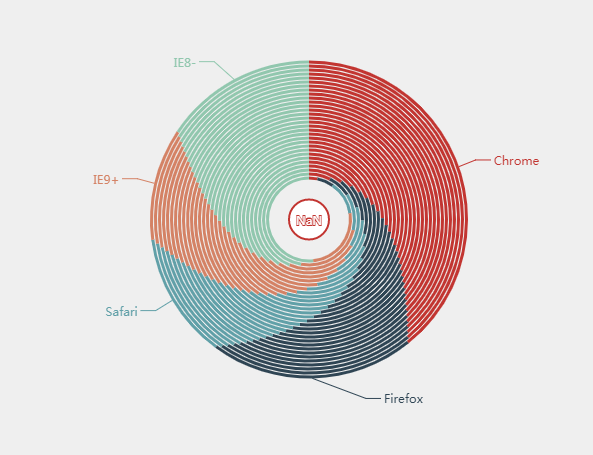 IE8-
Chrome
IE9+
NaN
Safari
Firefox